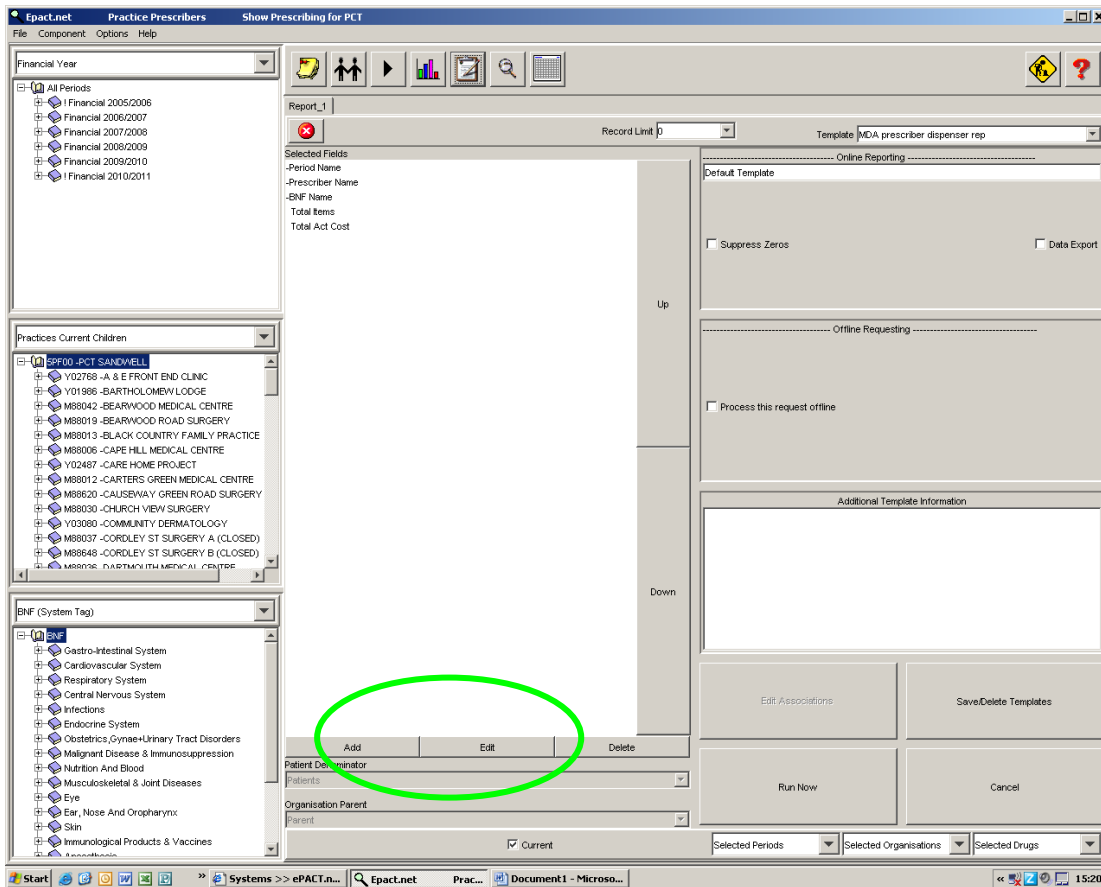 Epact.net Practice Prescribers Show Prescribing for PCT
File Component Options Help
Financial Year
All Periods
! Financial 2005/2006
Financial 2006/2007
Financial 2007/2008
Financial 2008/2009
Financial 2009/2010
! Financial 2010/2011
Practices Current Children
5PF00 -PCT SANDWELL
Y02768 -A & E FRONT END CLINIC
Y01986 -BARTHOLOMEW LODGE
M88042 -BEARWOOD MEDICAL CENTRE
M88019 -BEARWOOD ROAD SURGERY
M88013 -BLACK COUNTRY FAMILY PRACTICE
M88006 -CAPE HILL MEDICAL CENTRE
Y02487 -CARE HOME PROJECT
M88012 -CARTERS GREEN MEDICAL CENTRE
M88620 -CAUSEWAY GREEN ROAD SURGERY
M88030 -CHURCH VIEW SURGERY
Y03080 -COMMUNITY DERMATOLOGY
M88037 -CORDLEY ST SURGERY A (CLOSED)
M88648 -CORDLEY ST SURGERY B (CLOSED)
M88036 -DARTMOUTH MEDICAL CENTRE
BNF (System Tag)
BNF
Gastro-Intestinal System
Cardiovascular System
Respiratory System
Central Nervous System
Infections
Endocrine System
Obstetrics,Gynae+Urinary Tract Disorders
Malignant Disease & Immunosuppression
Nutrition And Blood
Musculoskeletal & Joint Diseases
Eye
Ear, Nose And Oropharynx
Skin
Immunological Products & Vaccines
Anaesthesia
Report_1
Record Limit 0
Template MDA prescriber dispenser rep
Selected Fields
-Period Name
-Prescriber Name
-BNF Name
Total Items
Total Act Cost
Up
Down
Add Edit Delete
Patient Denominator
Patients
Organisation Parent
Parent
Current
Online Reporting
Default Template
Suppress Zeros Data Export
Offline Requesting
Process this request offline
Additional Template Information
Edit Associations Save/Delete Templates
Run Now Cancel
Selected Periods Selected Organisations Selected Drugs
Start Systems >> ePACT.n... Epact.net Prac... Document1 - Microso... 15:20